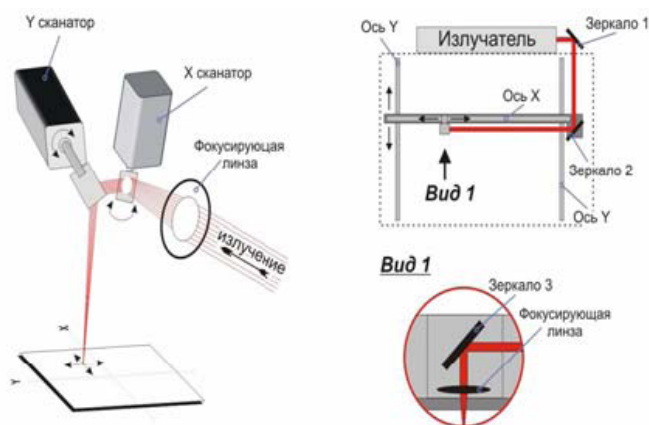 Y сканатор
X сканатор
Фокусирующая
линза
излучение
X
Y
Ось Y
Излучатель
Зеркало 1
Ось X
Зеркало 2
Вид 1
Ось Y
Вид 1
Зеркало 3
Фокусирующая
линза